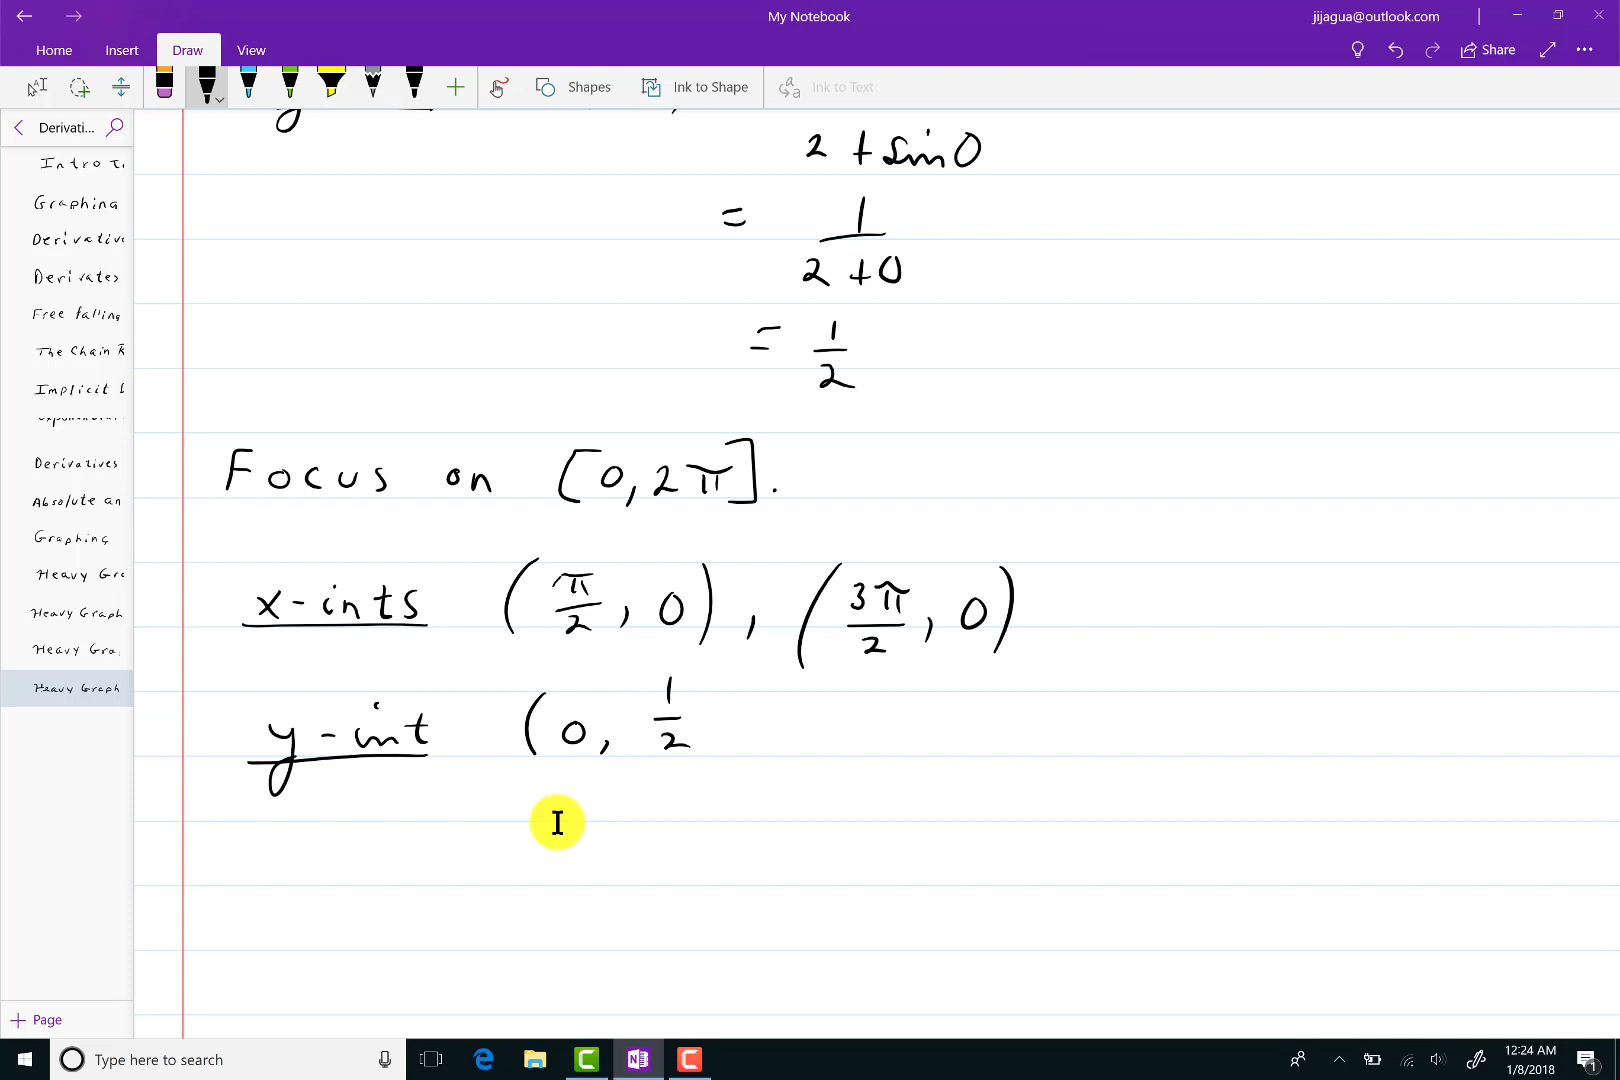 My Notebook
jijagua@outlook.com
Home Insert Draw View
Share
Shapes
Ink to Shape
Ink to Text
Derivati...
Intro t
Graphing
Derivative
Derivates
Free falling
The Chain R
Implicit
Derivatives
Absolute an
Graphing
Heavy Gra
Heavy Graph
Heavy Gra
Heavy Graph
+ Page
y
2 + sin 0
= 1
2 + 0
= 1/2
Focus on [0, 2π].
x-ints (π/2, 0), (3π/2, 0)
y-int (0, 1/2
Type here to search
12:24 AM
1/8/2018
1